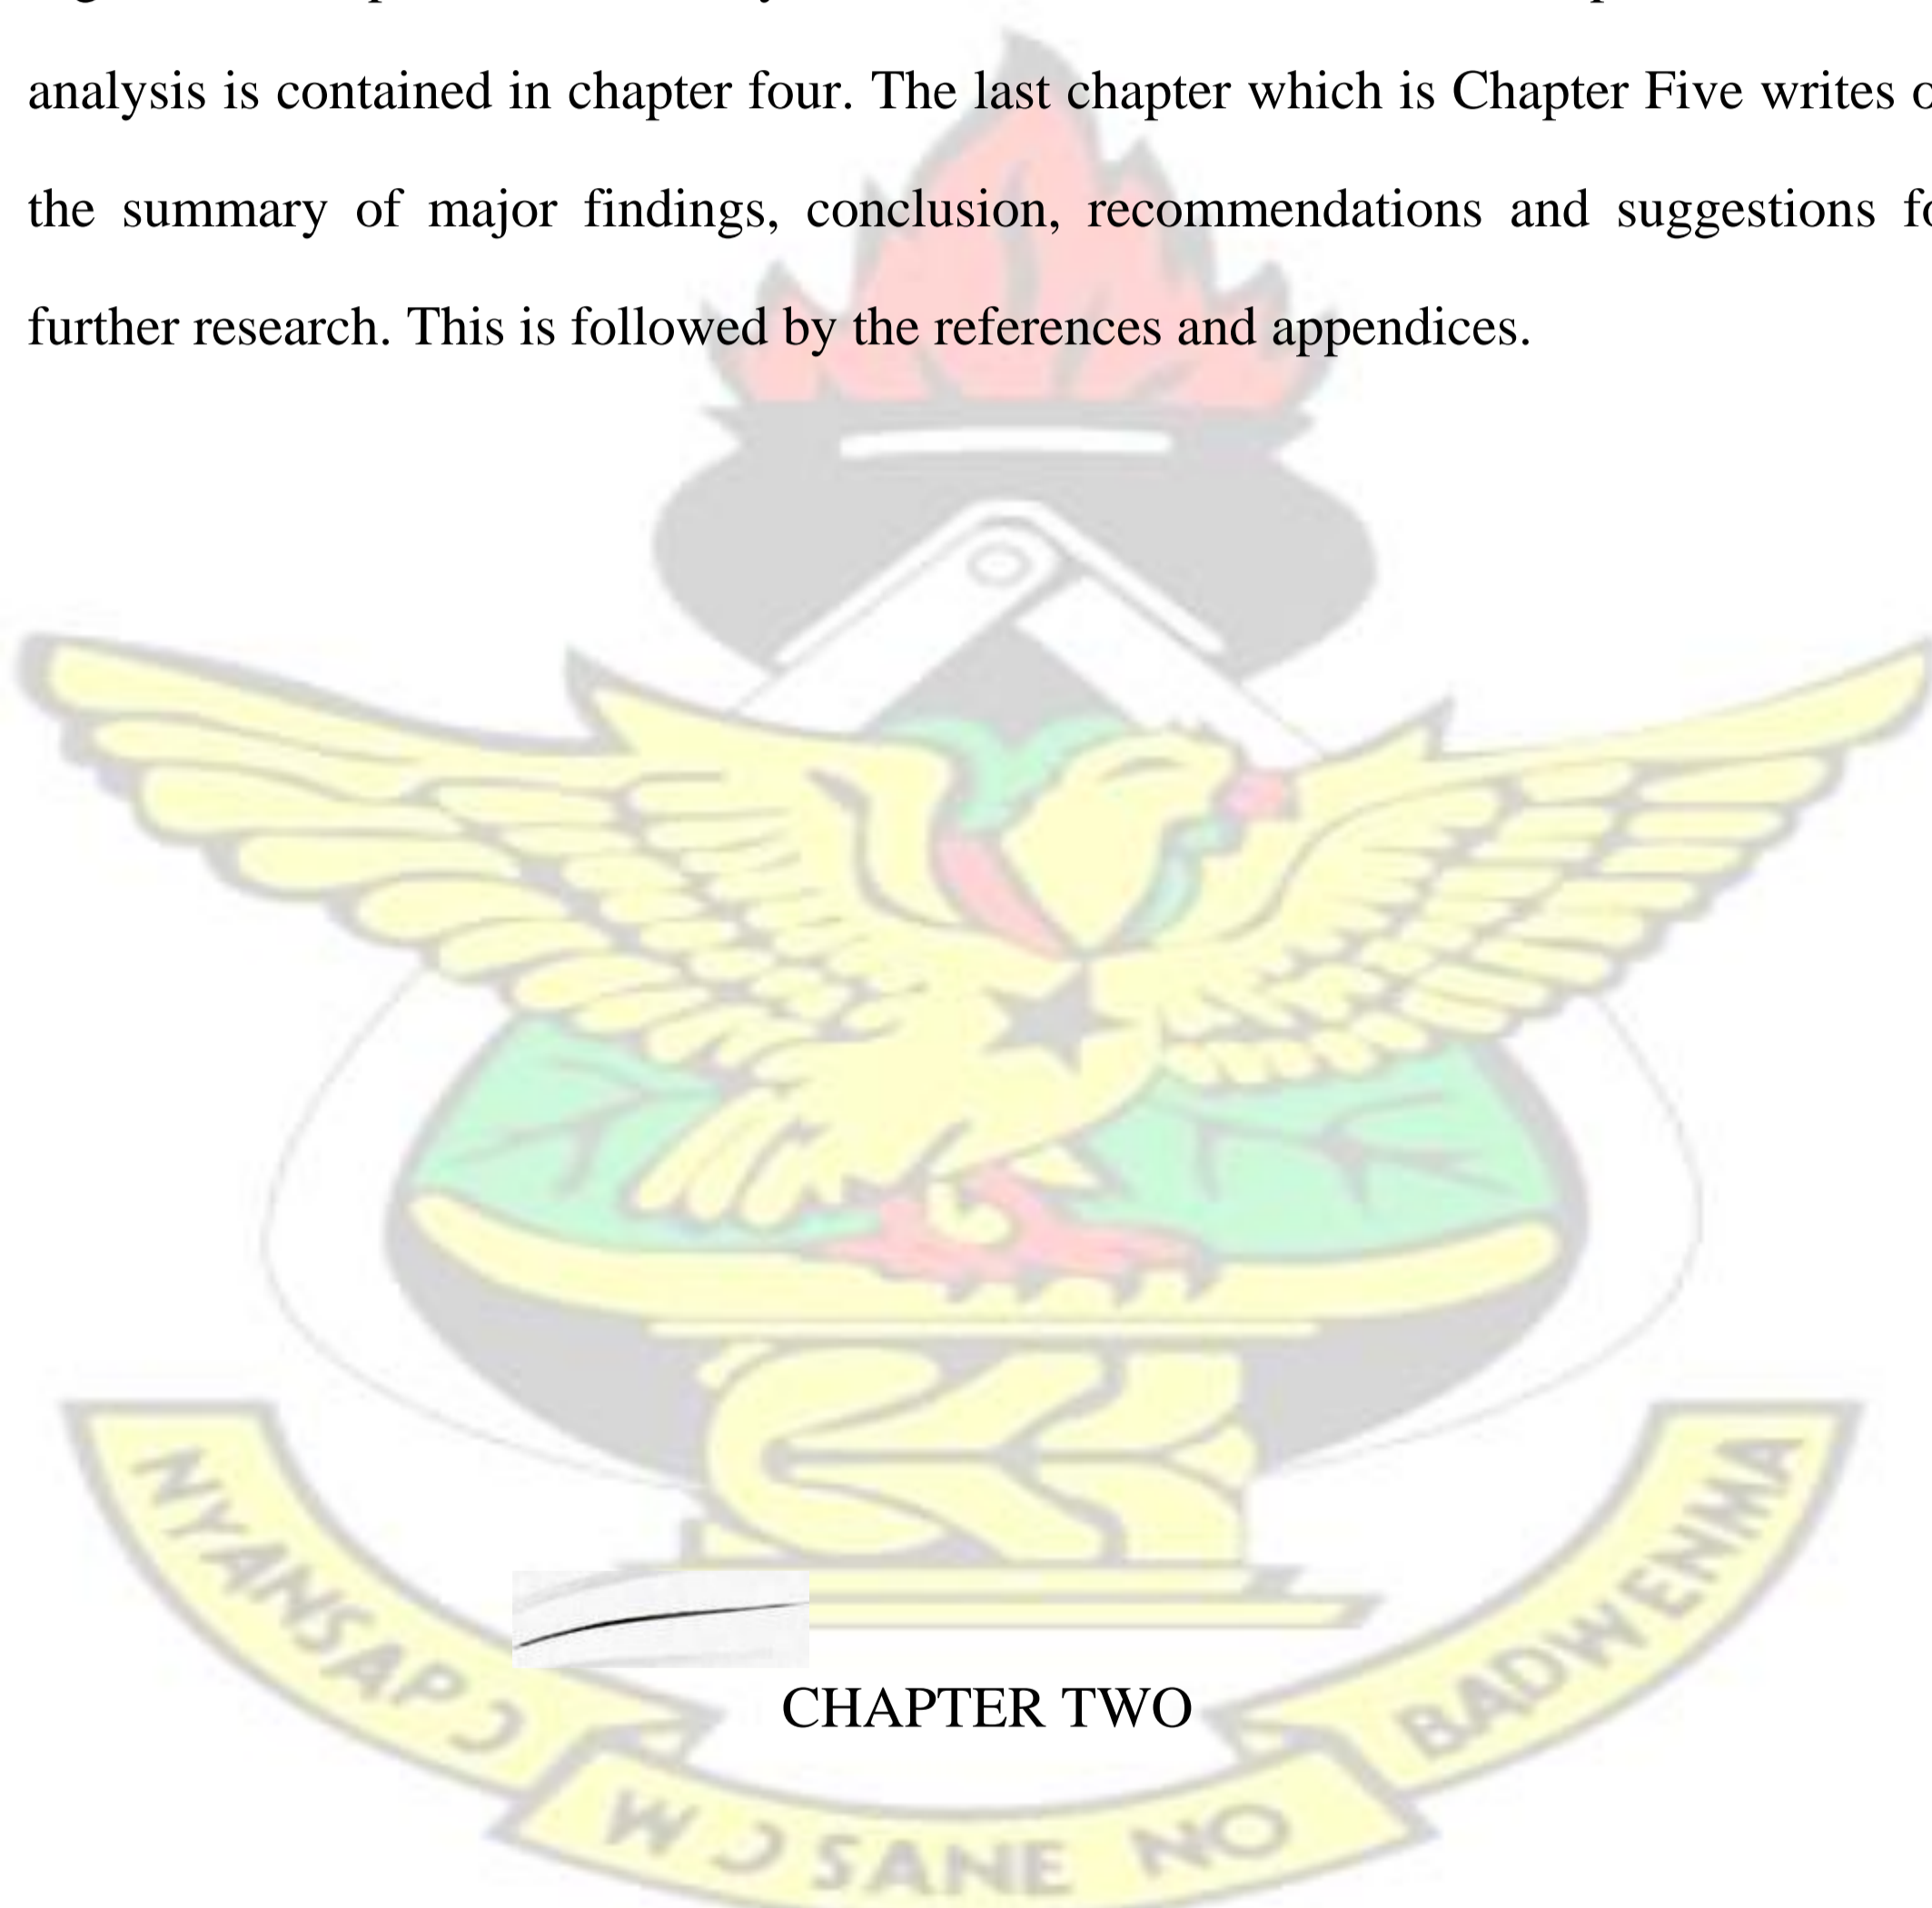 analysis is contained in chapter four. The last chapter which is Chapter Five writes
the summary of major findings, conclusion, recommendations and suggestions
further research. This is followed by the references and appendices.
CHAPTER TWO
NYANSAPƆ
WƆSANE NO
BADWENMA